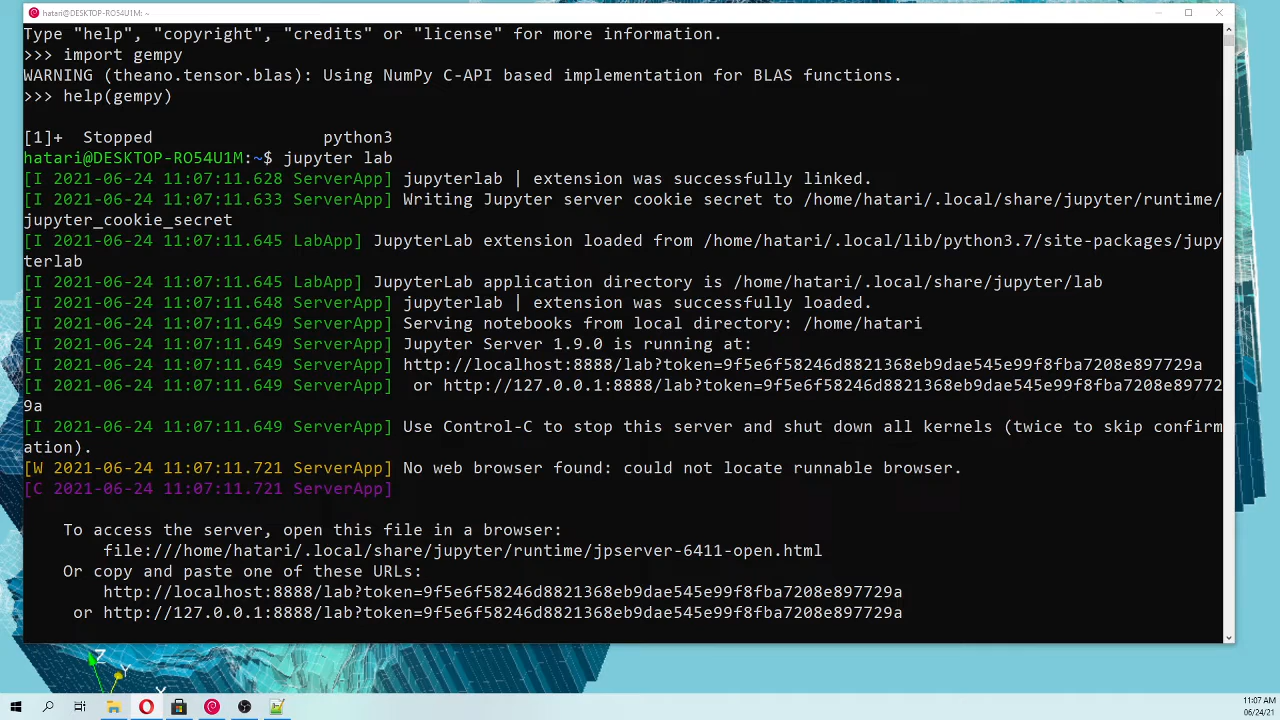 hatari@DESKTOP-RO54U1M: ~
Type "help", "copyright", "credits" or "license" for more information.
>>> import gempy
WARNING (theano.tensor.blas): Using NumPy C-API based implementation for BLAS functions.
>>> help(gempy)
[1]+  Stopped                 python3
hatari@DESKTOP-RO54U1M:~$ jupyter lab
[I 2021-06-24 11:07:11.628 ServerApp] jupyterlab | extension was successfully linked.
[I 2021-06-24 11:07:11.633 ServerApp] Writing Jupyter server cookie secret to /home/hatari/.local/share/jupyter/runtime/
jupyter_cookie_secret
[I 2021-06-24 11:07:11.645 LabApp] JupyterLab extension loaded from /home/hatari/.local/lib/python3.7/site-packages/jupy
terlab
[I 2021-06-24 11:07:11.645 LabApp] JupyterLab application directory is /home/hatari/.local/share/jupyter/lab
[I 2021-06-24 11:07:11.648 ServerApp] jupyterlab | extension was successfully loaded.
[I 2021-06-24 11:07:11.649 ServerApp] Serving notebooks from local directory: /home/hatari
[I 2021-06-24 11:07:11.649 ServerApp] Jupyter Server 1.9.0 is running at:
[I 2021-06-24 11:07:11.649 ServerApp] http://localhost:8888/lab?token=9f5e6f58246d8821368eb9dae545e99f8fba7208e897729a
[I 2021-06-24 11:07:11.649 ServerApp]  or http://127.0.0.1:8888/lab?token=9f5e6f58246d8821368eb9dae545e99f8fba7208e89772
9a
[I 2021-06-24 11:07:11.649 ServerApp] Use Control-C to stop this server and shut down all kernels (twice to skip confirm
ation).
[W 2021-06-24 11:07:11.721 ServerApp] No web browser found: could not locate runnable browser.
[C 2021-06-24 11:07:11.721 ServerApp]
To access the server, open this file in a browser:
file:///home/hatari/.local/share/jupyter/runtime/jpserver-6411-open.html
Or copy and paste one of these URLs:
http://localhost:8888/lab?token=9f5e6f58246d8821368eb9dae545e99f8fba7208e897729a
or http://127.0.0.1:8888/lab?token=9f5e6f58246d8821368eb9dae545e99f8fba7208e897729a
Z
Y
X
11:07 AM
06/24/21